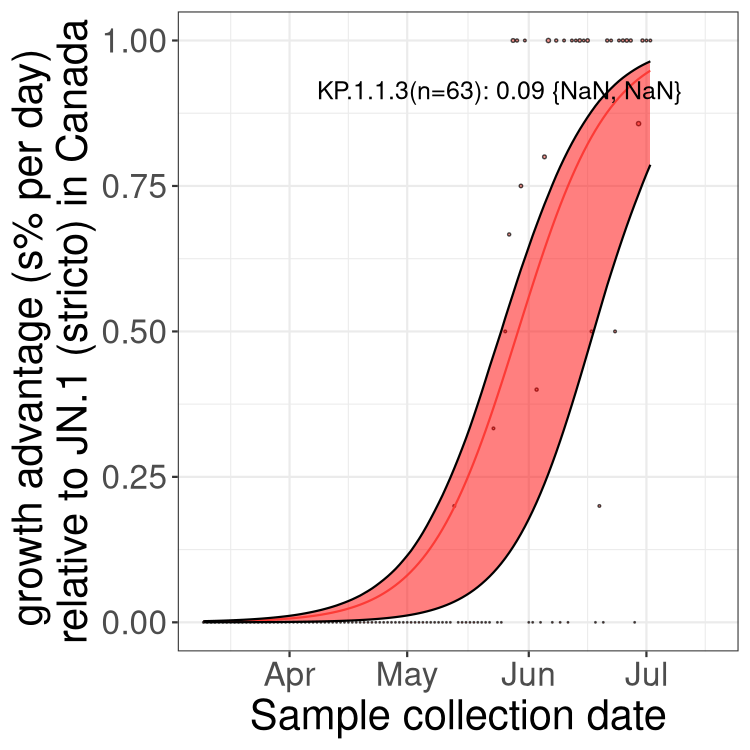 growth advantage (s% per day)
relative to JN.1 (stricto) in Canada
1.00
0.75
0.50
0.25
0.00
KP.1.1.3(n=63): 0.09 {NaN, NaN}
Apr May Jun Jul
Sample collection date